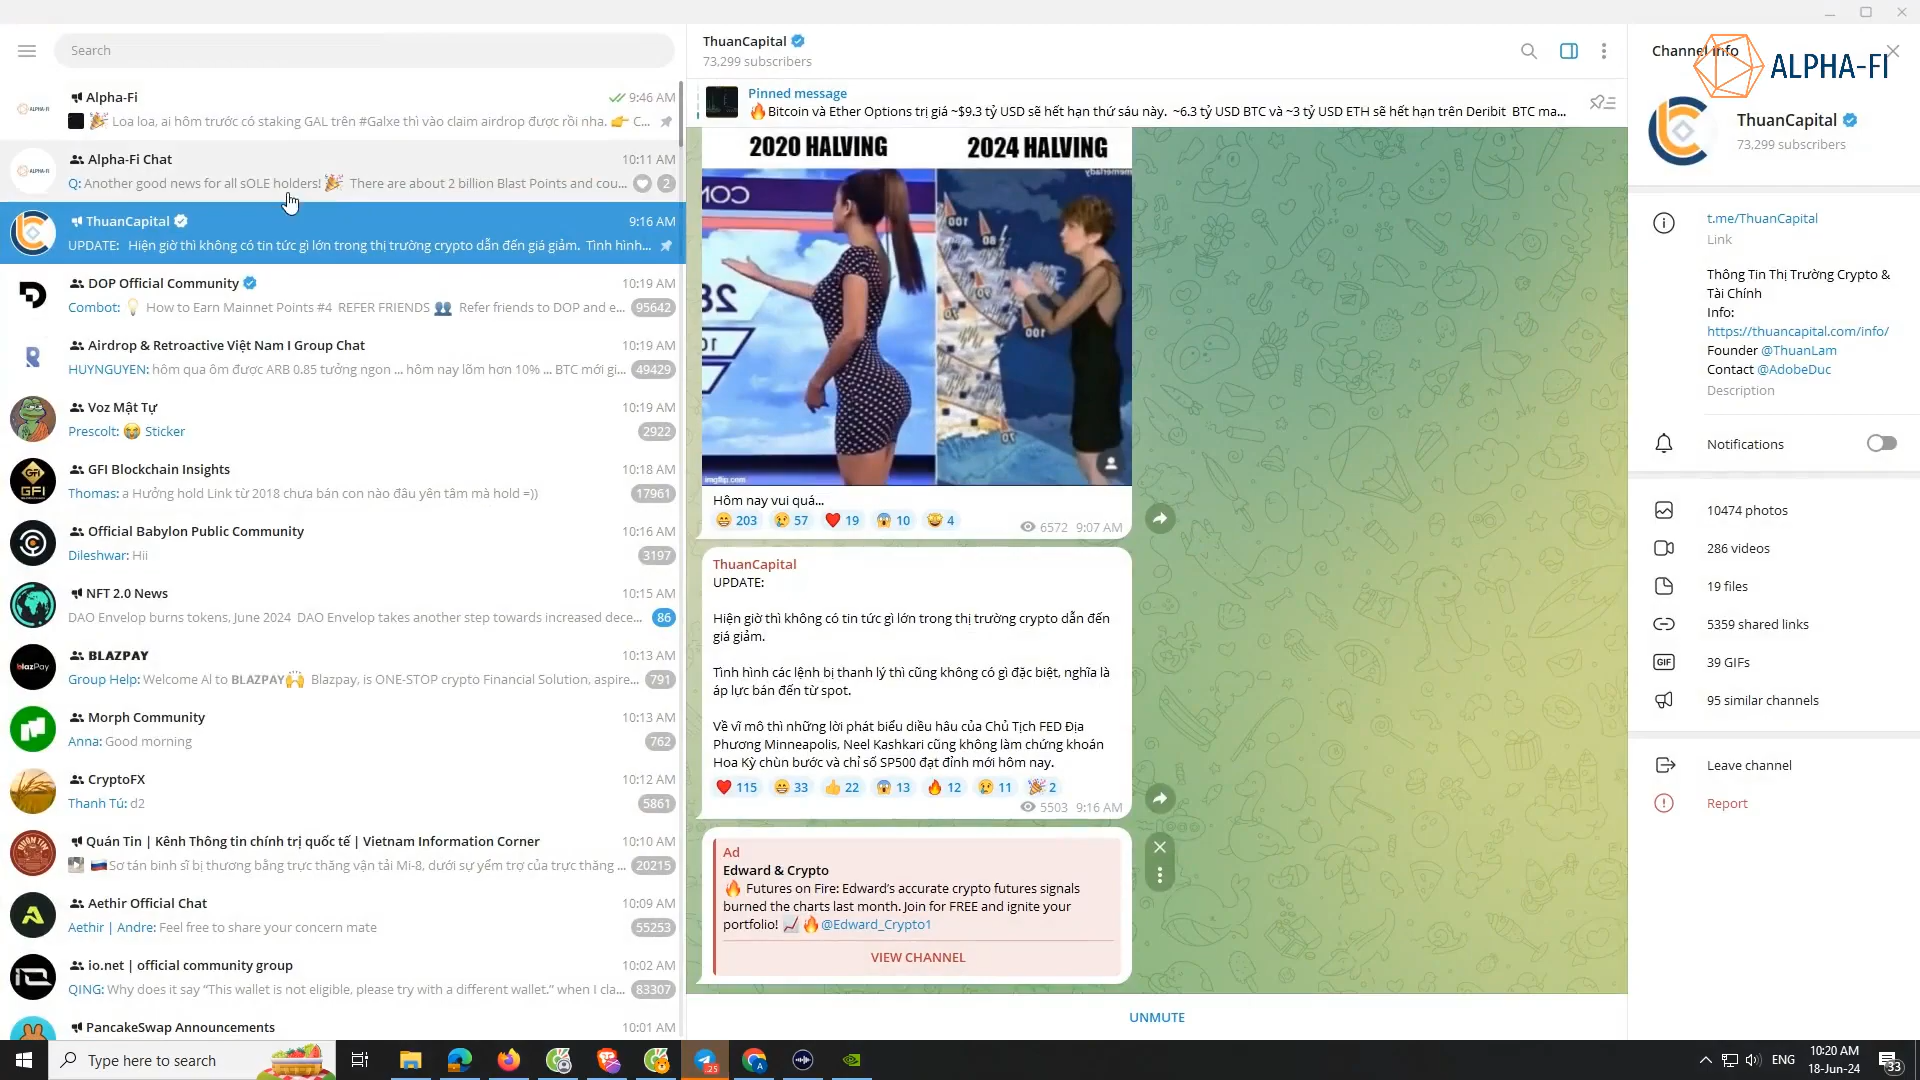 Search
Alpha-Fi
9:46 AM
Loa loa, ai hôm trước có staking GAL trên #Galxe thì vào claim airdrop được rồi nha. 👉 C...
Alpha-Fi Chat
10:11 AM
Q: Another good news for all sOLE holders! 🎉 There are about 2 billion Blast Points and cou...
2
ThuanCapital
9:16 AM
UPDATE: Hiện giờ thì không có tin tức gì lớn trong thị trường crypto dẫn đến giá giảm. Tình hình...
DOP Official Community
10:19 AM
Combot: 💡 How to Earn Mainnet Points #4 REFER FRIENDS 👥 Refer friends to DOP and e...
95642
Airdrop & Retroactive Việt Nam I Group Chat
10:19 AM
HUYNGUYEN: hôm qua ôm được ARB 0.85 tưởng ngon ... hôm nay lõm hơn 10% ... BTC mới gi...
49429
Voz Mật Tự
10:19 AM
Prescolt: 😭 Sticker
2922
GFI Blockchain Insights
10:18 AM
Thomas: a Hưởng hold Link từ 2018 chưa bán con nào đâu yên tâm mà hold =))
17961
Official Babylon Public Community
10:16 AM
Dileshwar: Hii
3197
NFT 2.0 News
10:15 AM
DAO Envelop burns tokens, June 2024 DAO Envelop takes another step towards increased dece...
86
BLAZPAY
10:13 AM
Group Help: Welcome Al to BLAZPAY🙌 Blazpay, is ONE-STOP crypto Financial Solution, aspire...
791
Morph Community
10:13 AM
Anna: Good morning
762
CryptoFX
10:12 AM
Thanh Tú: d2
5861
Quán Tin | Kênh Thông tin chính trị quốc tế | Vietnam Information Corner
10:10 AM
Sơ tán binh sĩ bị thương bằng trực thăng vận tải Mi-8, dưới sự yểm trợ của trực thăng ...
20215
Aethir Official Chat
10:09 AM
Aethir | Andre: Feel free to share your concern mate
55253
io.net | official community group
10:02 AM
QING: Why does it say “This wallet is not eligible, please try with a different wallet.” when I cla...
83307
PancakeSwap Announcements
10:01 AM
ThuanCapital
73,299 subscribers
Pinned message
🔥Bitcoin và Ether Options trị giá ~$9.3 tỷ USD sẽ hết hạn thứ sáu này. ~6.3 tỷ USD BTC và ~3 tỷ USD ETH sẽ hết hạn trên Deribit BTC ma...
2020 HALVING
2024 HALVING
100
80
90
70
100
70
imgflip.com
Hôm nay vui quá...
😁 203 😢 57 ❤ 19 😱 10 🤣 4
6572 9:07 AM
ThuanCapital
UPDATE:
Hiện giờ thì không có tin tức gì lớn trong thị trường crypto dẫn đến
giá giảm.
Tình hình các lệnh bị thanh lý thì cũng không có gì đặc biệt, nghĩa là
áp lực bán đến từ spot.
Về vĩ mô thì những lời phát biểu diều hâu của Chủ Tịch FED Địa
Phương Minneapolis, Neel Kashkari cũng không làm chứng khoán
Hoa Kỳ chùn bước và chỉ số SP500 đạt đỉnh mới hôm nay.
❤ 115 😁 33 👍 22 😱 13 🔥 12 😢 11 🎉 2
5503 9:16 AM
Ad
Edward & Crypto
🔥 Futures on Fire: Edward’s accurate crypto futures signals
burned the charts last month. Join for FREE and ignite your
portfolio! 📈 🔥@Edward_Crypto1
VIEW CHANNEL
UNMUTE
Channel Info
ALPHA-FI
ThuanCapital
73,299 subscribers
t.me/ThuanCapital
Link
Thông Tin Thị Trường Crypto &
Tài Chính
Info:
https://thuancapital.com/info/
Founder @ThuanLam
Contact @AdobeDuc
Description
Notifications
10474 photos
286 videos
19 files
5359 shared links
GIF
39 GIFs
95 similar channels
Leave channel
Report
Type here to search
ENG
10:20 AM
18-Jun-24
33